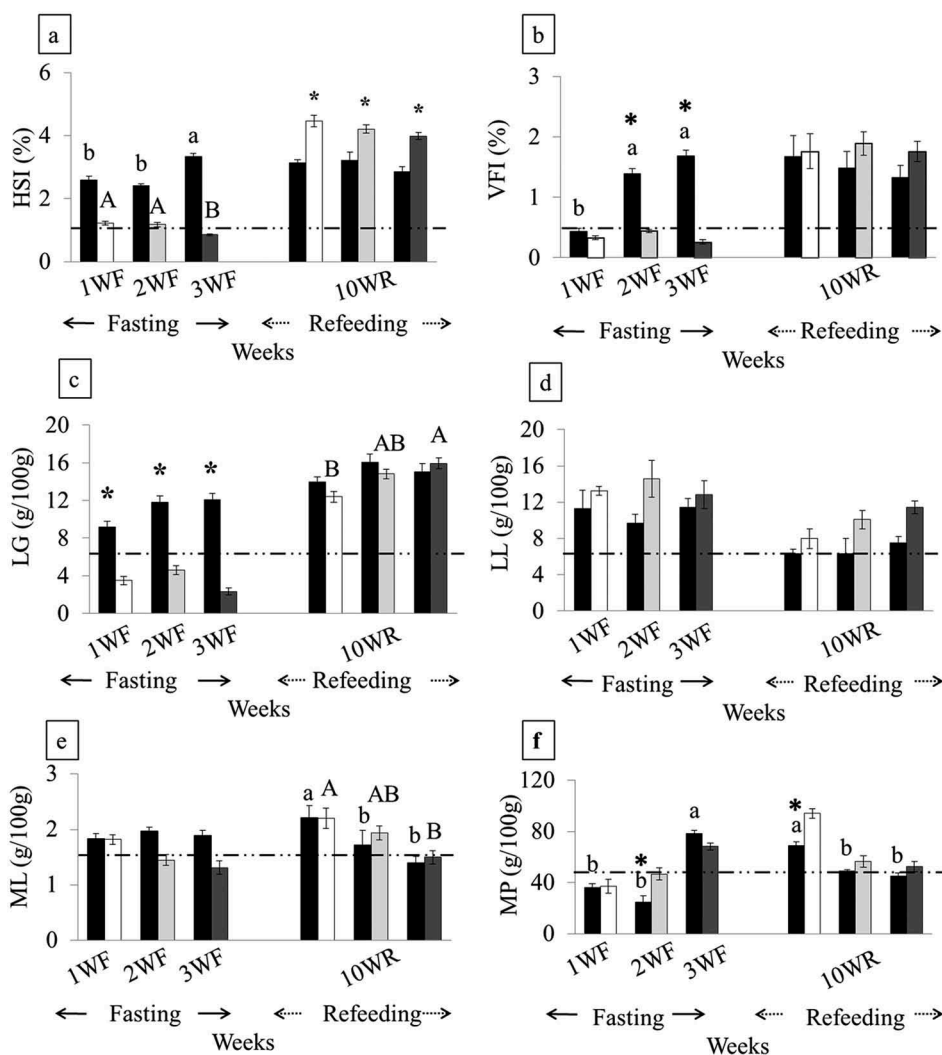 a
HSI (%)
6
4
2
0
b
b
a
A
A
B
*
*
*
1WF
2WF
3WF
10WR
Fasting
Refeeding
Weeks
b
VFI (%)
3
2
1
0
b
*
a
*
a
1WF
2WF
3WF
10WR
Fasting
Refeeding
Weeks
c
LG (g/100g)
20
16
12
8
4
0
*
*
*
B
AB
A
1WF
2WF
3WF
10WR
Fasting
Refeeding
Weeks
d
LL (g/100g)
20
16
12
8
4
0
1WF
2WF
3WF
10WR
Fasting
Refeeding
Weeks
e
ML (g/100g)
3
2
1
0
a
A
b
AB
b
B
1WF
2WF
3WF
10WR
Fasting
Refeeding
Weeks
f
MP (g/100g)
120
80
40
0
b
*
b
a
*
a
b
b
1WF
2WF
3WF
10WR
Fasting
Refeeding
Weeks